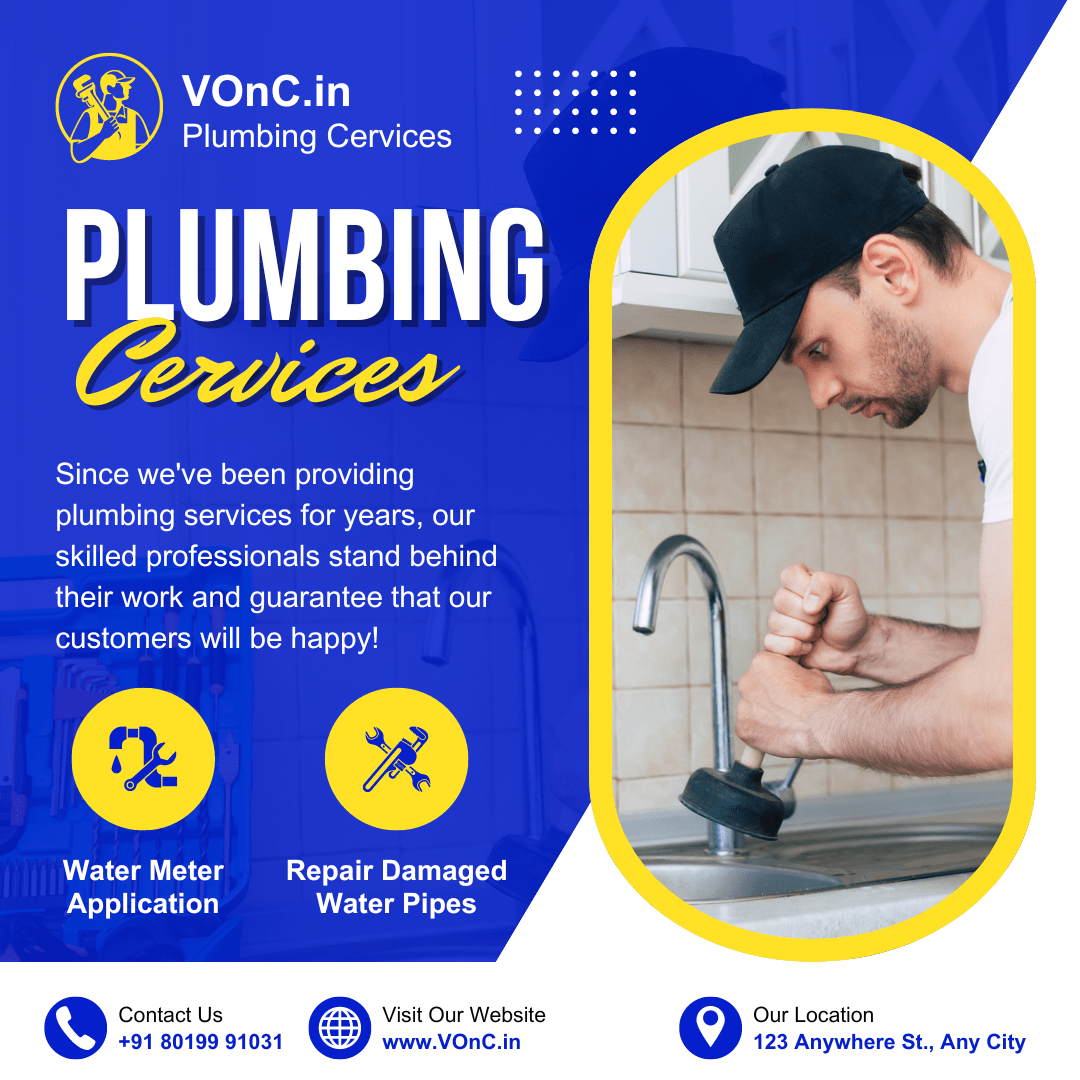 VOnC.in
Plumbing Cervices
PLUMBING
Cervices
Since we've been providing
plumbing services for years, our
skilled professionals stand behind
their work and guarantee that our
customers will be happy!
Water Meter
Application
Repair Damaged
Water Pipes
Contact Us
+91 80199 91031
Visit Our Website
www.VOnC.in
Our Location
123 Anywhere St., Any City